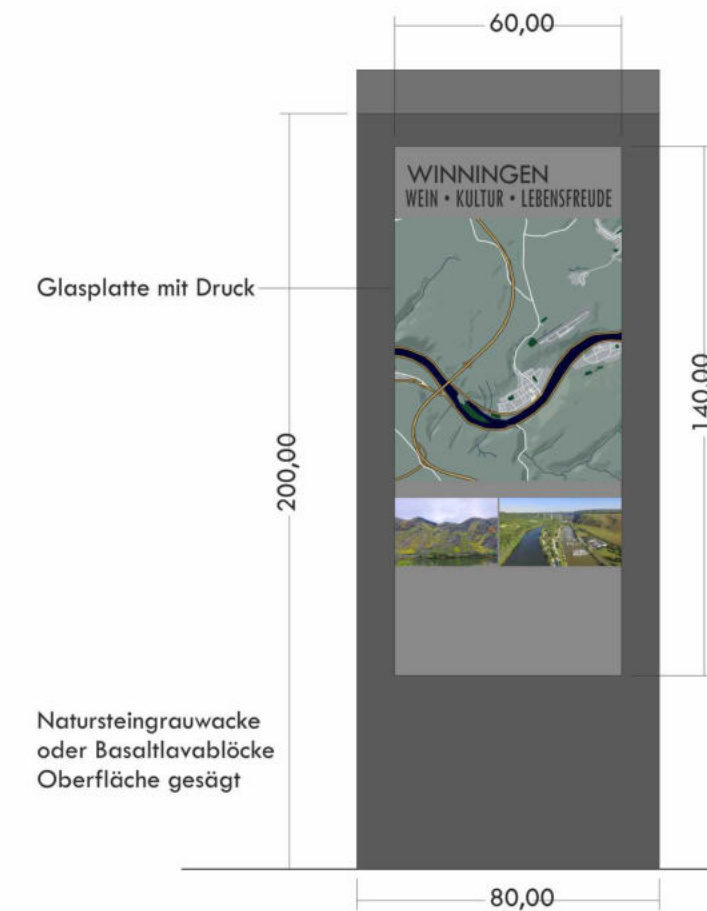 60,00
WINNINGEN
WEIN • KULTUR • LEBENSFREUDE
Glasplatte mit Druck
140,00
200,00
Natursteingrauwacke
oder Basaltlavablöcke
Oberfläche gesägt
80,00